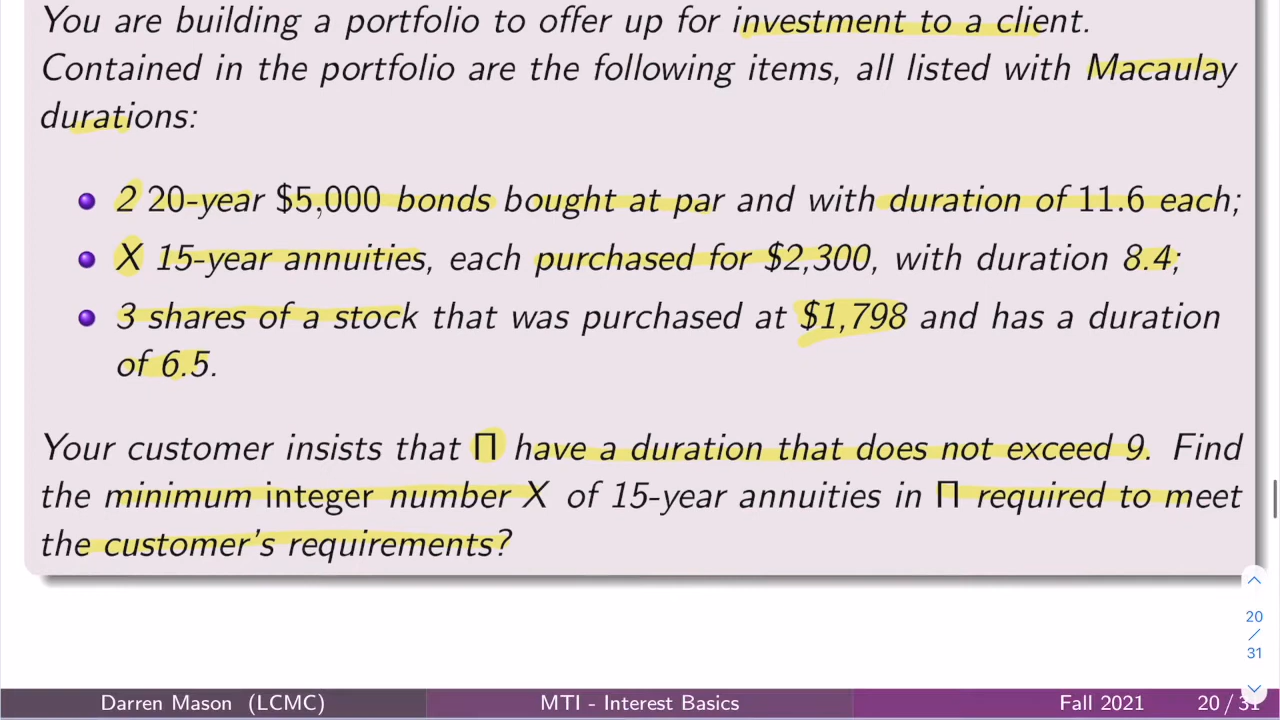 You are building a portfolio to offer up for investment to a client.
Contained in the portfolio are the following items, all listed with Macaulay
durations:
2 20-year $5,000 bonds bought at par and with duration of 11.6 each;
X 15-year annuities, each purchased for $2,300, with duration 8.4;
3 shares of a stock that was purchased at $1,798 and has a duration
of 6.5.
Your customer insists that Π have a duration that does not exceed 9. Find
the minimum integer number X of 15-year annuities in Π required to meet
the customer's requirements?
20
/
31
Darren Mason (LCMC) MTI - Interest Basics Fall 2021 20 / 31